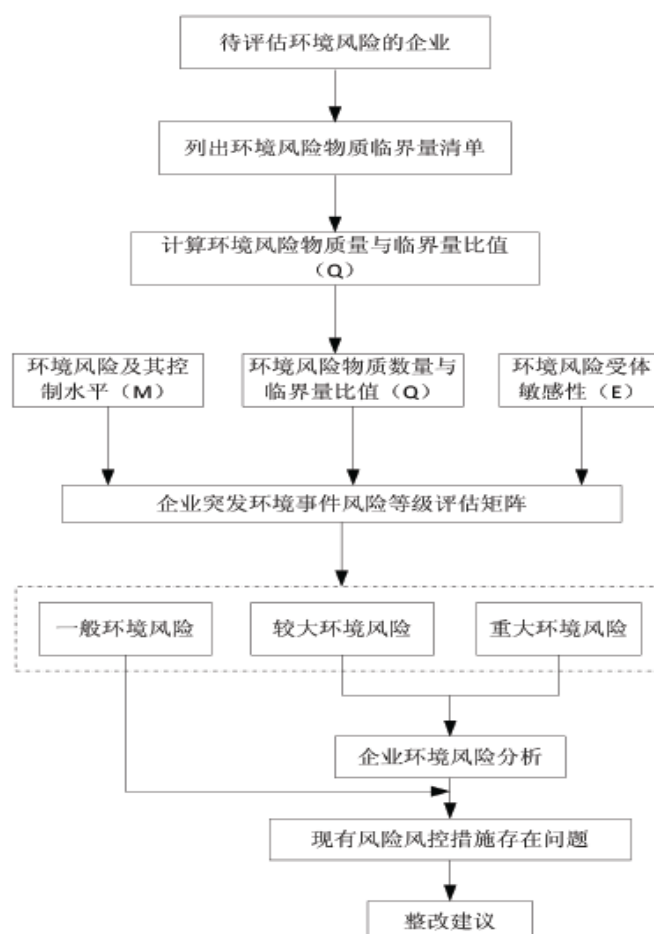 待评估环境风险的企业
列出环境风险物质临界量清单
计算环境风险物质量与临界量比值
（Q）
环境风险及其控
制水平（M）
环境风险物质数量与
临界量比值（Q）
环境风险受体
敏感性（E）
企业突发环境事件风险等级评估矩阵
一般环境风险
较大环境风险
重大环境风险
企业环境风险分析
现有风险风控措施存在问题
整改建议